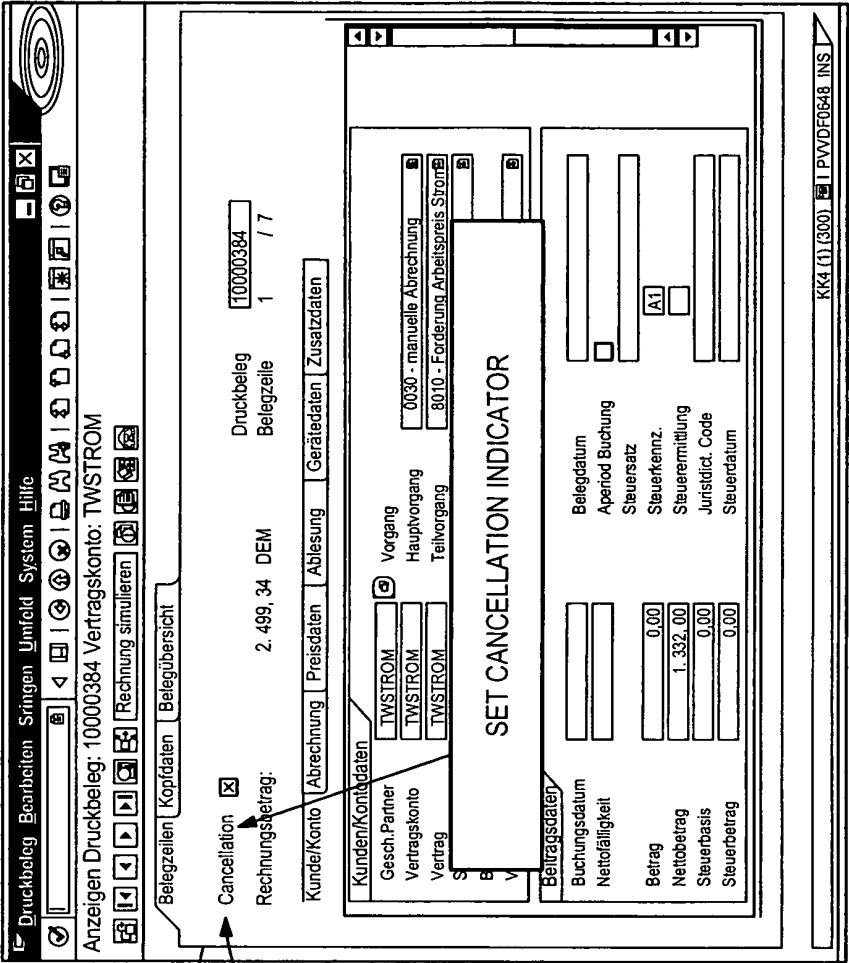 Druckbeleg Bearbeiten Sringen Umfeld System Hilfe
Anzeigen Druckbeleg: 10000384 Vertragskonto: TWSTROM
Rechnung simulieren
Belegzeilen Kopfdaten Belegübersicht
Cancellation X Druckbeleg 10000384
Rechnungsbetrag: 2. 499, 34 DEM Belegzeile 1 / 7
Kunde/Konto Abrechnung Preisdaten Ablesung Gerätedaten Zusatzdaten
Kunden/Kontodaten
Gesch.Partner TWSTROM Vorgang
Vertragskonto TWSTROM Hauptvorgang 0030 - manuelle Abrechnung
Vertrag TWSTROM Teilvorgang 8010 - Forderung Arbeitspreis Strom
S
B
V
SET CANCELLATION INDICATOR
Beitragsdaten
Buchungsdatum Belegdatum
Nettofälligkeit Aperiod Buchung
Steuersatz
Betrag 0,00 Steuerkennz. A1
Nettobetrag 1. 332, 00 Steuerermittlung
Steuerbasis 0,00 Juristdict. Code
Steuerbetrag 0,00 Steuerdatum
KK4 (1) (300) PWDF0648 INS